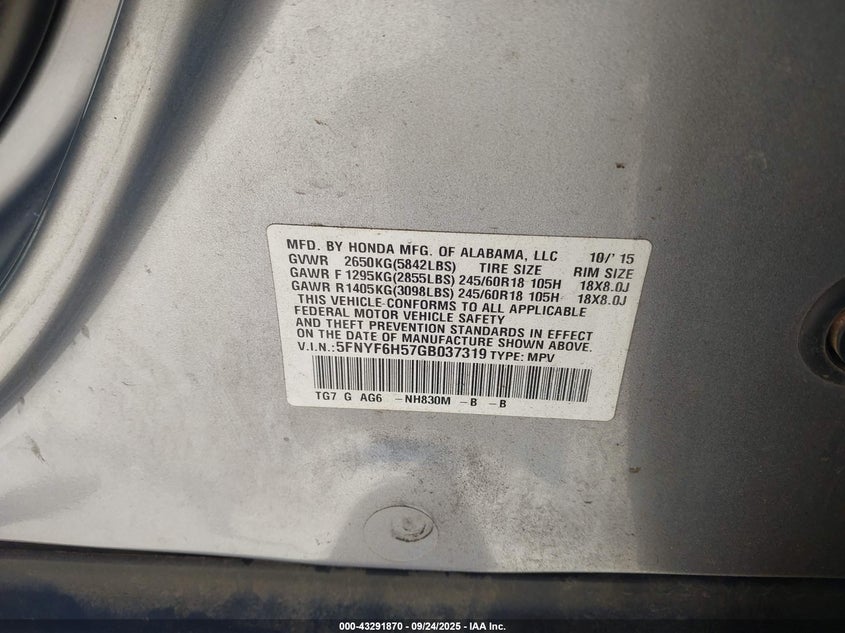 MFD. BY HONDA MFG. OF ALABAMA, LLC 10/'15
GVWR 2650KG(5842LBS) TIRE SIZE RIM SIZE
GAWR F 1295KG(2855LBS) 245/60R18 105H 18X8.0J
GAWR R1405KG(3098LBS) 245/60R18 105H 18X8.0J
THIS VEHICLE CONFORMS TO ALL APPLICABLE
FEDERAL MOTOR VEHICLE SAFETY
AND THEFT PREVENTION STANDARDS IN EFFECT
ON THE DATE OF MANUFACTURE SHOWN ABOVE.
V.I.N.:5FNYF6H57GB037319 TYPE: MPV
TG7 G AG6 -NH830M -B -B
000-43291870 - 09/24/2025 - IAA Inc.